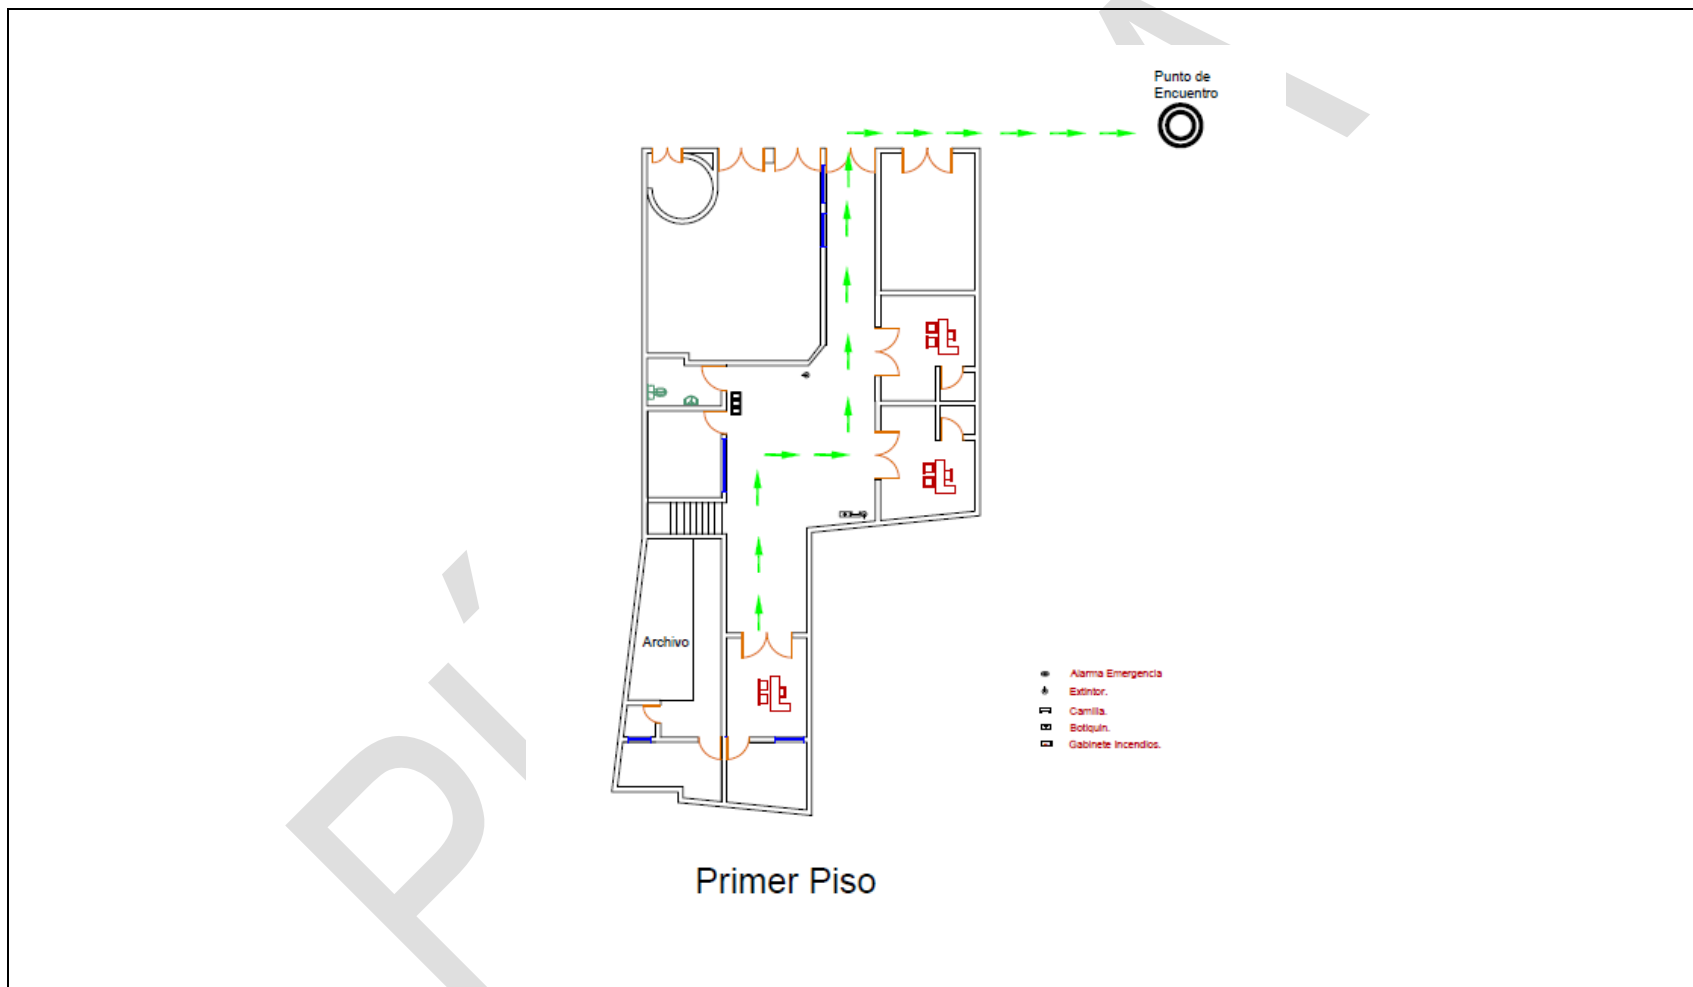 Punto de
Encuentro
Archivo
Alarma Emergencia
Extintor.
Camilla.
Botiquin.
Gabinete Incendios.
Primer Piso